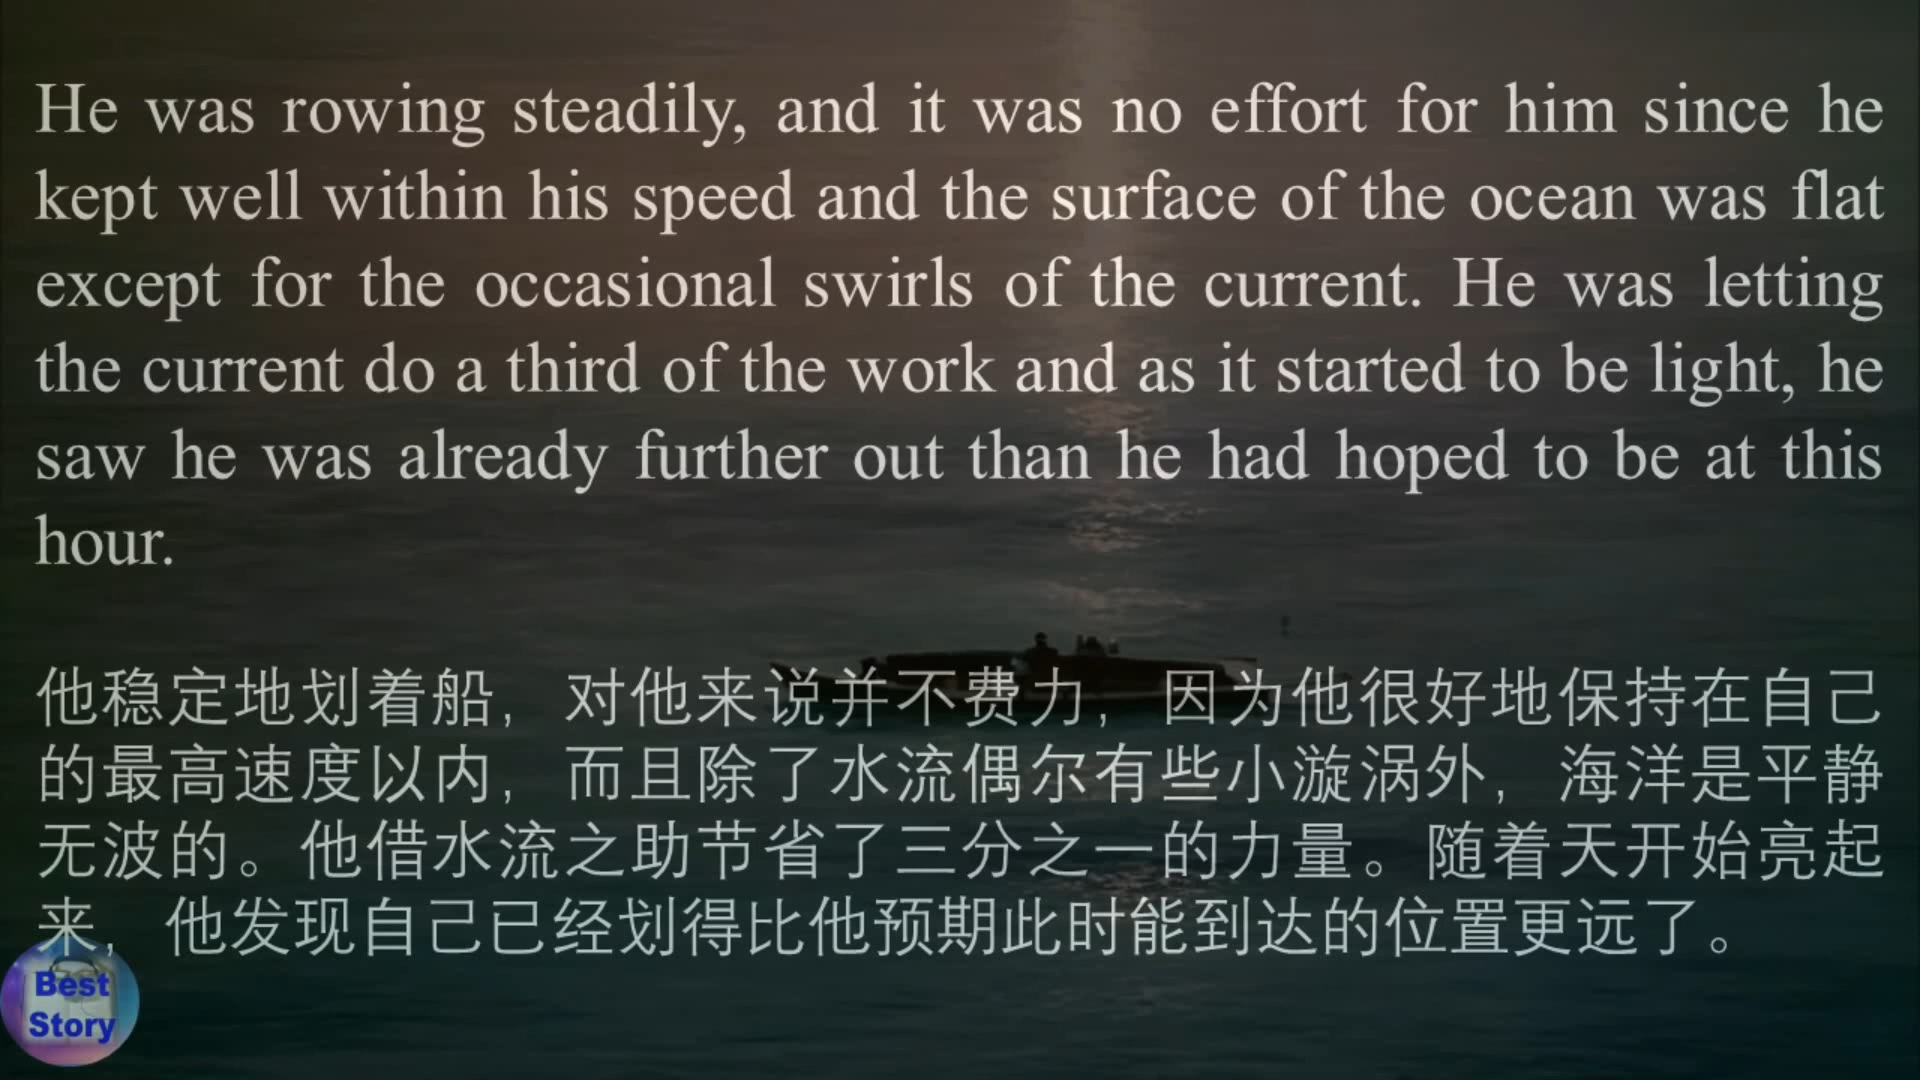 He was rowing steadily, and it was no effort for him since he
kept well within his speed and the surface of the ocean was flat
except for the occasional swirls of the current. He was letting
the current do a third of the work and as it started to be light, he
saw he was already further out than he had hoped to be at this
hour.
他稳定地划着船，对他来说并不费力，因为他很好地保持在自己
的最高速度以内，而且除了水流偶尔有些小漩涡外，海洋是平静
无波的。他借水流之助节省了三分之一的力量。随着天开始亮起
来，他发现自己已经划得比他预期此时能到达的位置更远了。
Best
Story